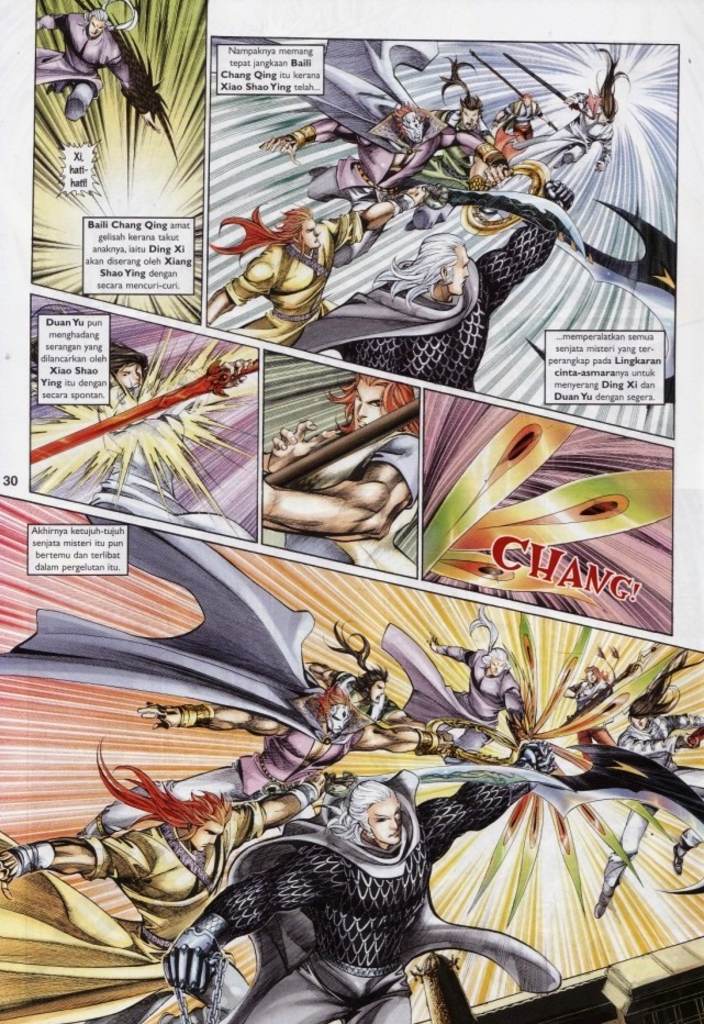 Xi,
hati-
hati!
Baili Chang Qing amat
gelisah kerana takut
anaknya, iaitu Ding Xi
akan diserang oleh Xiang
Shao Ying dengan
secara mencuri-curi.
Nampaknya memang
tepat jangkaan Baili
Chang Qing itu kerana
Xiao Shao Ying telah...
...memperalatkan semua
senjata misteri yang ter-
perangkap pada Lingkaran
cinta-asmaranya untuk
menyerang Ding Xi dan
Duan Yu dengan segera.
Duan Yu pun
menghadang
serangan yang
dilancarkan oleh
Xiao Shao
Ying itu dengan
secara spontan.
CHANG!
30
Akhirnya ketujuh-tujuh
senjata misteri itu pun
bertemu dan terlibat
dalam pergelutan itu.